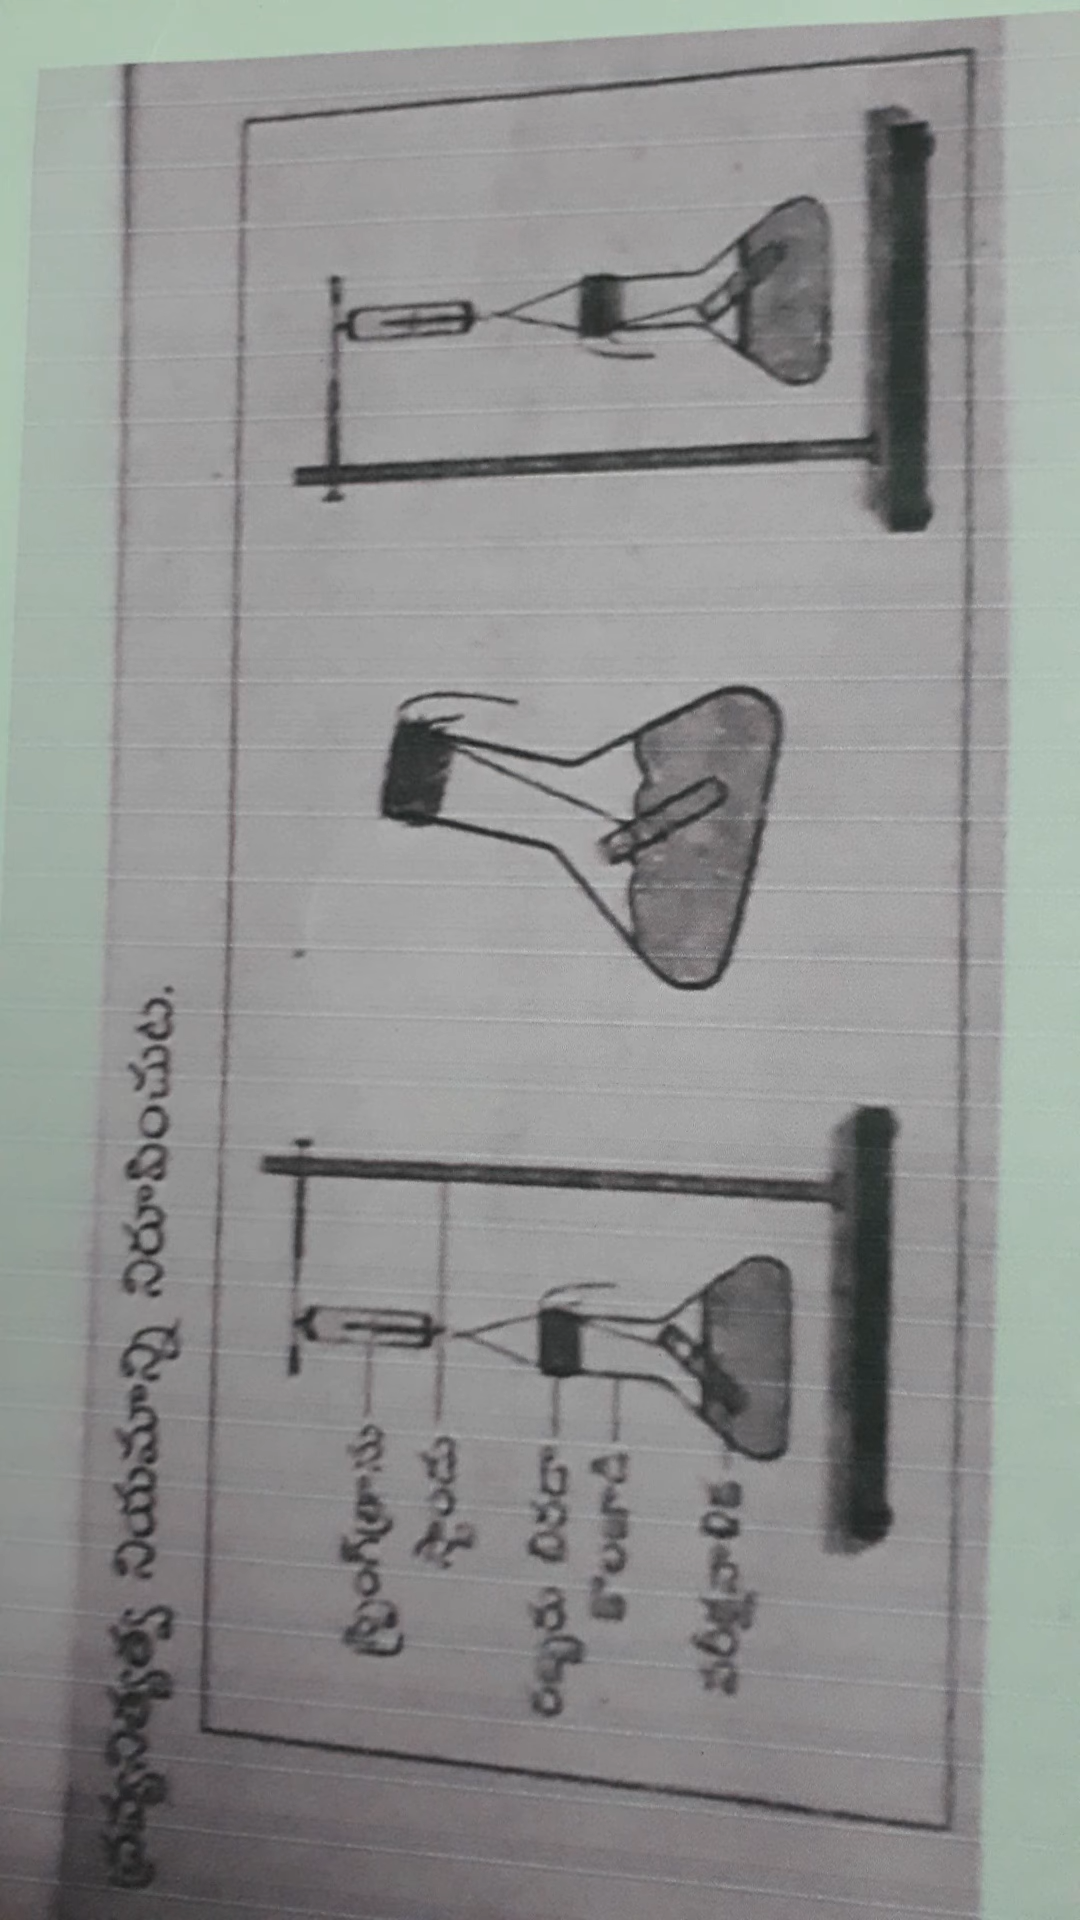 ద్రవ్యనిత్యత్వ నియమాన్ని నిరూపించుట.
స్ప్రింగ్‌త్రాసు
స్టాండు
రబ్బరు బిరడా
కొంబాది
పరీక్షనాళిక